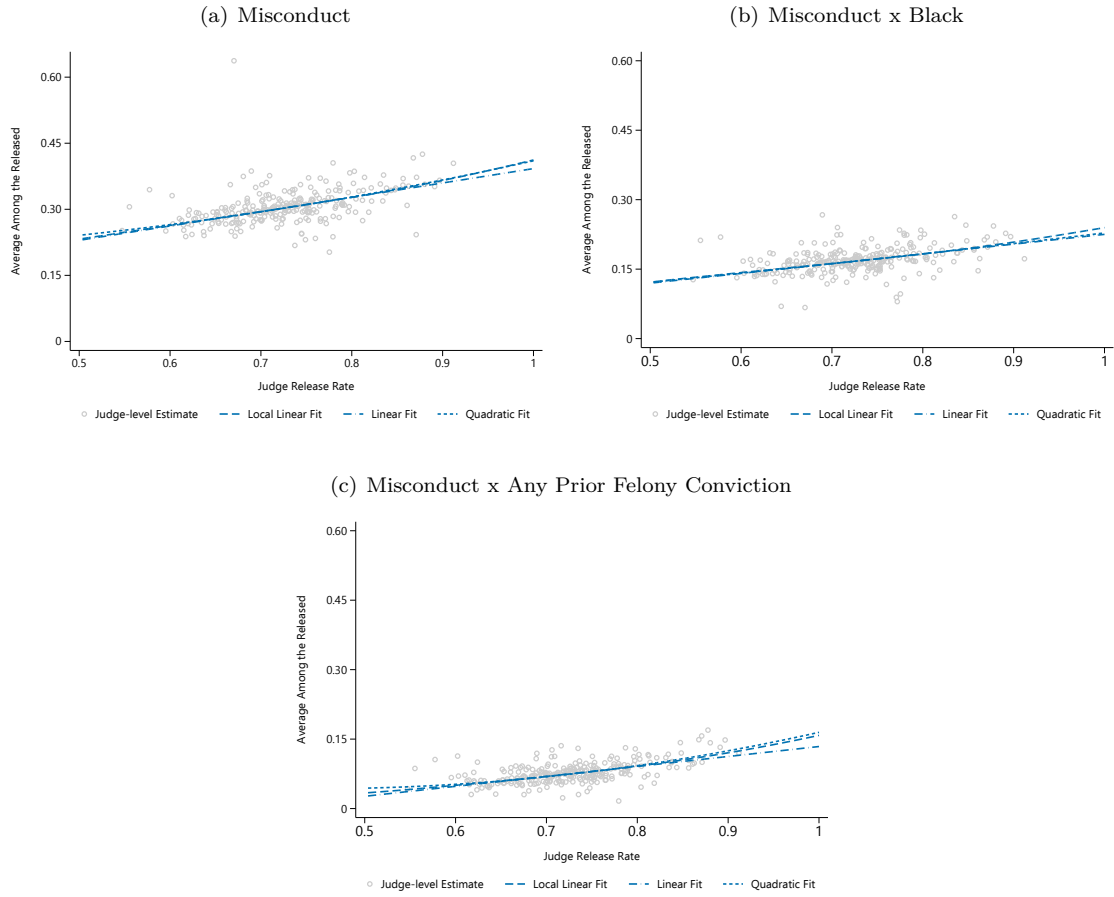 (a) Misconduct
(b) Misconduct x Black
Average Among the Released
0.60
0.45
0.30
0.15
0
0.5
0.6
0.7
0.8
0.9
1
Judge Release Rate
Judge-level Estimate
Local Linear Fit
Linear Fit
Quadratic Fit
Average Among the Released
0.60
0.45
0.30
0.15
0
0.5
0.6
0.7
0.8
0.9
1
Judge Release Rate
Judge-level Estimate
Local Linear Fit
Linear Fit
Quadratic Fit
(c) Misconduct x Any Prior Felony Conviction
Average Among the Released
0.60
0.45
0.30
0.15
0
0.5
0.6
0.7
0.8
0.9
1
Judge Release Rate
Judge-level Estimate
Local Linear Fit
Linear Fit
Quadratic Fit